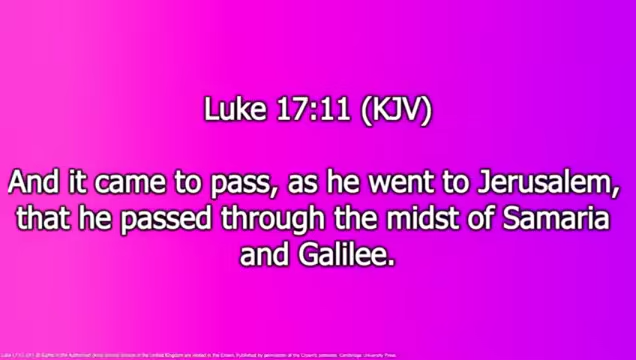 Luke 17:11 (KJV)
And it came to pass, as he went to Jerusalem,
that he passed through the midst of Samaria
and Galilee.